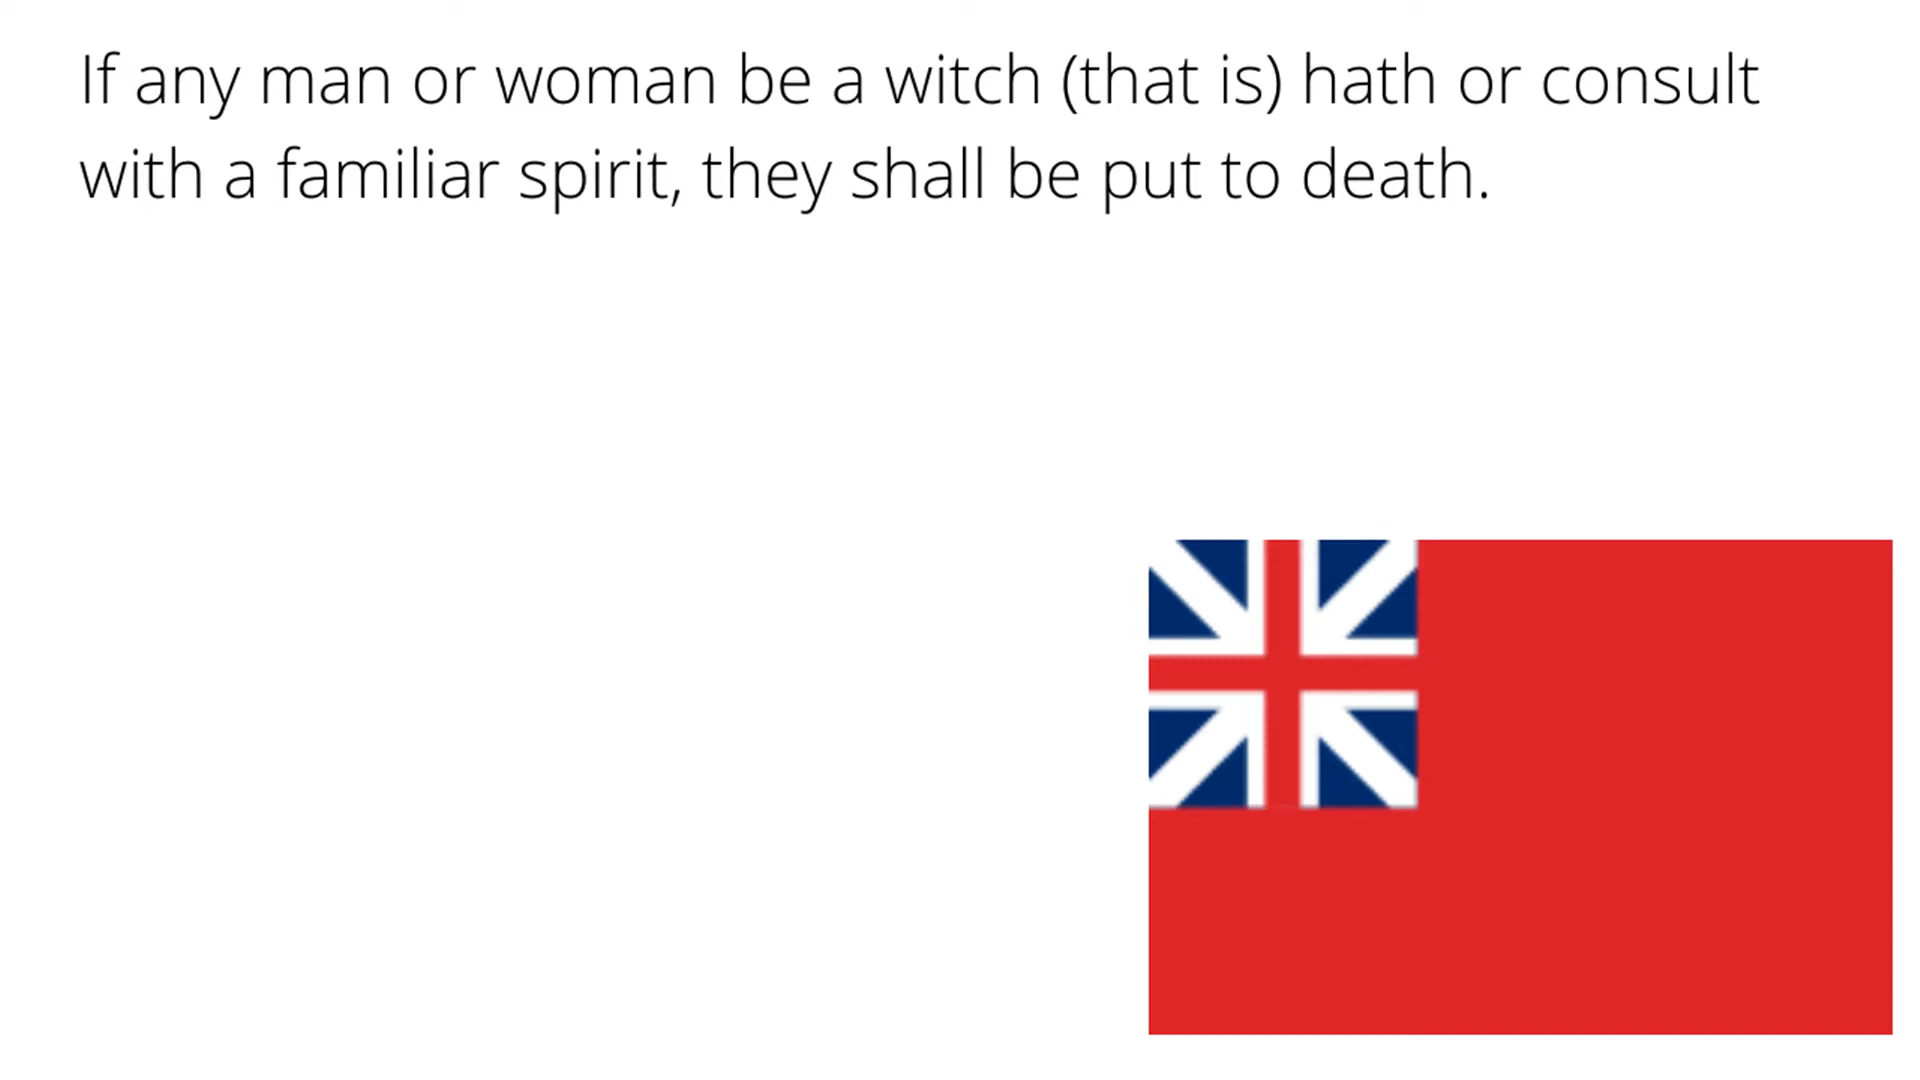 If any man or woman be a witch (that is) hath or consult
with a familiar spirit, they shall be put to death.